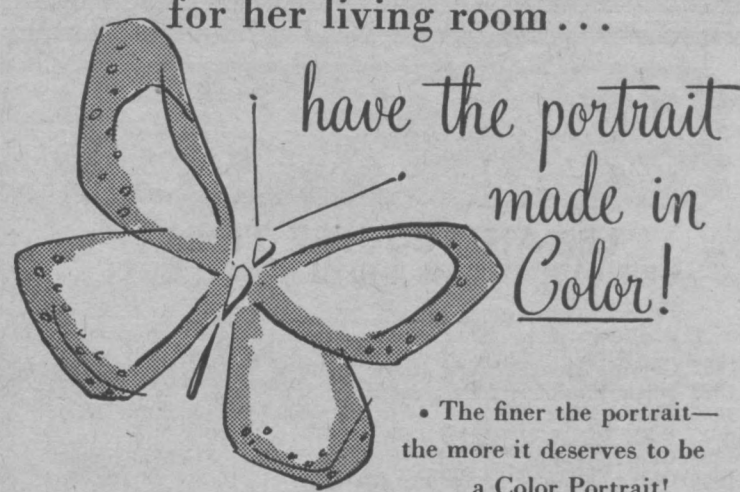 for her living room...
have the portrait
made in
Color!
• The finer the portrait—
the more it deserves to be
a Color Portrait!